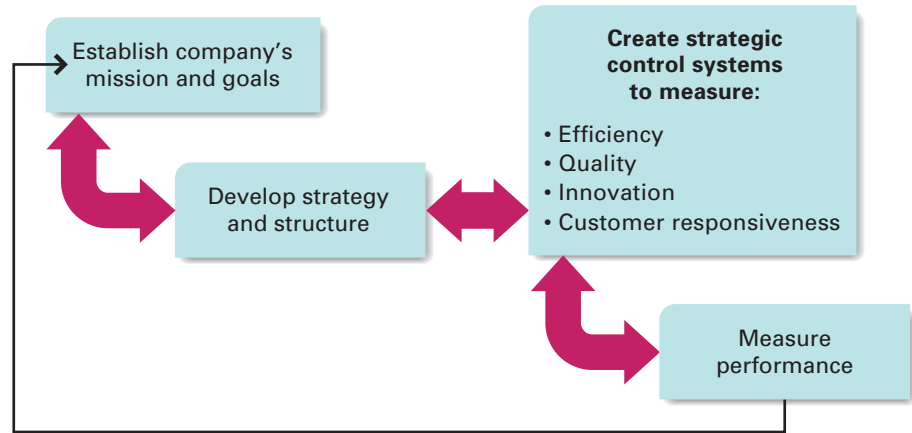 Establish company's
mission and goals
Create strategic
control systems
to measure:
• Efficiency
• Quality
• Innovation
• Customer responsiveness
Develop strategy
and structure
Measure
performance